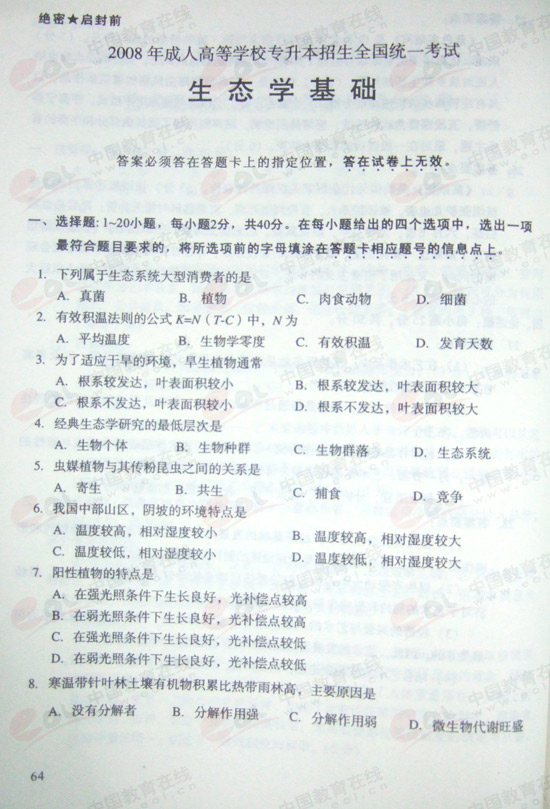 绝密★启封前
2008年成人高等学校专升本招生全国统一考试
生态学基础
答案必须答在答题卡上的指定位置，答在试卷上无效。
一、选择题：1~20小题，每小题2分，共40分。在每小题给出的四个选项中，选出一项
最符合题目要求的，将所选项前的字母填涂在答题卡相应题号的信息点上。
1. 下列属于生态系统大型消费者的是
A. 真菌 B. 植物 C. 肉食动物 D. 细菌
2. 有效积温法则的公式 K=N（T-C）中，N为
A. 平均温度 B. 生物学零度 C. 有效积温 D. 发育天数
3. 为了适应干旱的环境，旱生植物通常
A. 根系较发达，叶表面积较小 B. 根系较发达，叶表面积较大
C. 根系不发达，叶表面积较小 D. 根系不发达，叶表面积较大
4. 经典生态学研究的最低层次是
A. 生物个体 B. 生物种群 C. 生物群落 D. 生态系统
5. 虫媒植物与其传粉昆虫之间的关系是
A. 寄生 B. 共生 C. 捕食 D. 竞争
6. 我国中部山区，阴坡的环境特点是
A. 温度较高，相对湿度较小 B. 温度较高，相对湿度较大
C. 温度较低，相对湿度较小 D. 温度较低，相对湿度较大
7. 阳性植物的特点是
A. 在强光照条件下生长良好，光补偿点较高
B. 在弱光照条件下生长良好，光补偿点较高
C. 在强光照条件下生长良好，光补偿点较低
D. 在弱光照条件下生长良好，光补偿点较低
8. 寒温带针叶林土壤有机物积累比热带雨林高，主要原因是
A. 没有分解者 B. 分解作用强 C. 分解作用弱 D. 微生物代谢旺盛
64